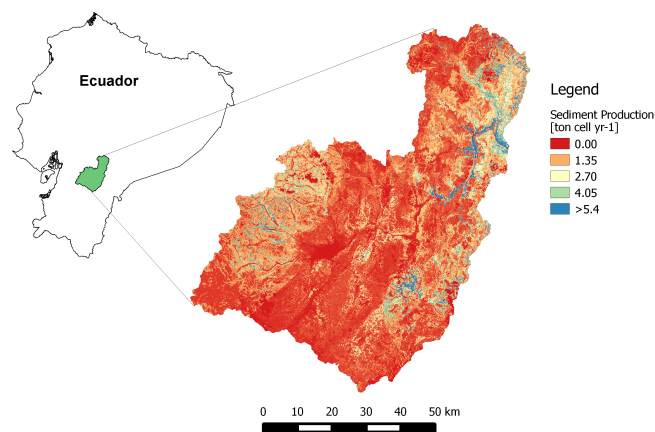 Ecuador
Legend
Sediment Production
[ton cell yr-1]
0.00
1.35
2.70
4.05
>5.4
0 10 20 30 40 50 km